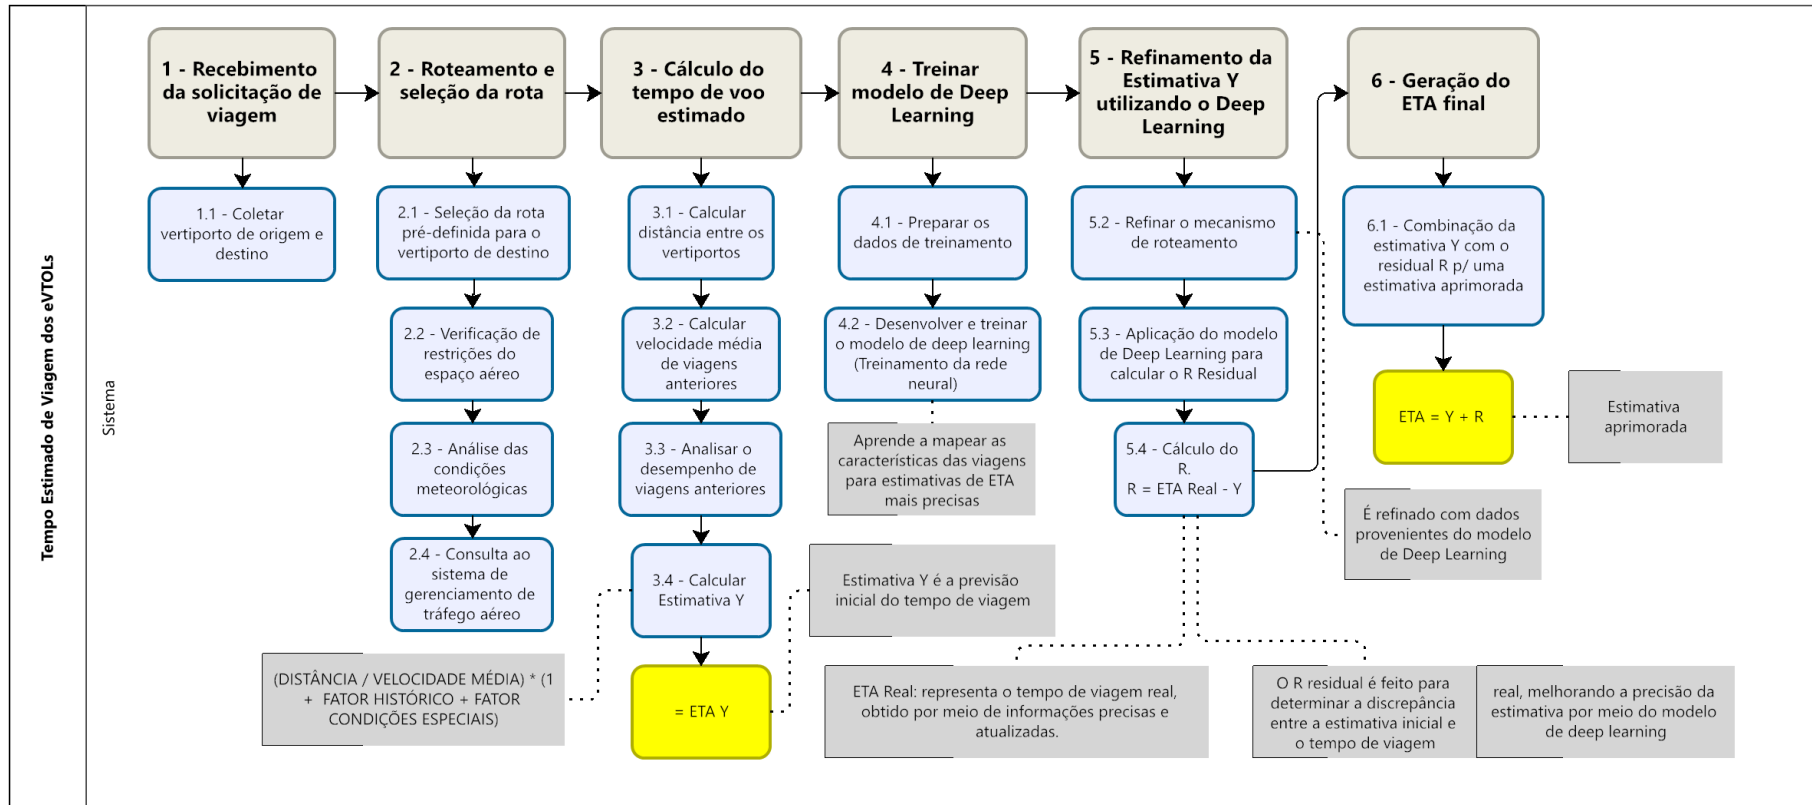 Tempo Estimado de Viagem dos eVTOLs
Sistema
1 - Recebimento
da solicitação de
viagem
2 - Roteamento e
seleção da rota
3 - Cálculo do
tempo de voo
estimado
4 - Treinar
modelo de Deep
Learning
5 - Refinamento da
Estimativa Y
utilizando o Deep
Learning
6 - Geração do
ETA final
1.1 - Coletar
vertiporto de origem e
destino
2.1 - Seleção da rota
pré-definida para o
vertiporto de destino
2.2 - Verificação de
restrições do
espaço aéreo
2.3 - Análise das
condições
meteorológicas
2.4 - Consulta ao
sistema de
gerenciamento de
tráfego aéreo
3.1 - Calcular
distância entre os
vertiportos
3.2 - Calcular
velocidade média
de viagens
anteriores
3.3 - Analisar o
desempenho de
viagens anteriores
3.4 - Calcular
Estimativa Y
(DISTÂNCIA / VELOCIDADE MÉDIA) * (1
+  FATOR HISTÓRICO + FATOR
CONDIÇÕES ESPECIAIS)
= ETA Y
Estimativa Y é a previsão
inicial do tempo de viagem
4.1 - Preparar os
dados de treinamento
4.2 - Desenvolver e treinar
o modelo de deep learning
(Treinamento da rede
neural)
Aprende a mapear as
características das viagens
para estimativas de ETA
mais precisas
5.2 - Refinar o mecanismo
de roteamento
5.3 - Aplicação do modelo
de Deep Learning para
calcular o R Residual
5.4 - Cálculo do
R.
R = ETA Real - Y
ETA Real: representa o tempo de viagem real,
obtido por meio de informações precisas e
atualizadas.
O R residual é feito para
determinar a discrepância
entre a estimativa inicial e
o tempo de viagem
real, melhorando a precisão da
estimativa por meio do modelo
de deep learning
6.1 - Combinação da
estimativa Y com o
residual R p/ uma
estimativa aprimorada
ETA = Y + R
Estimativa
aprimorada
É refinado com dados
provenientes do modelo
de Deep Learning